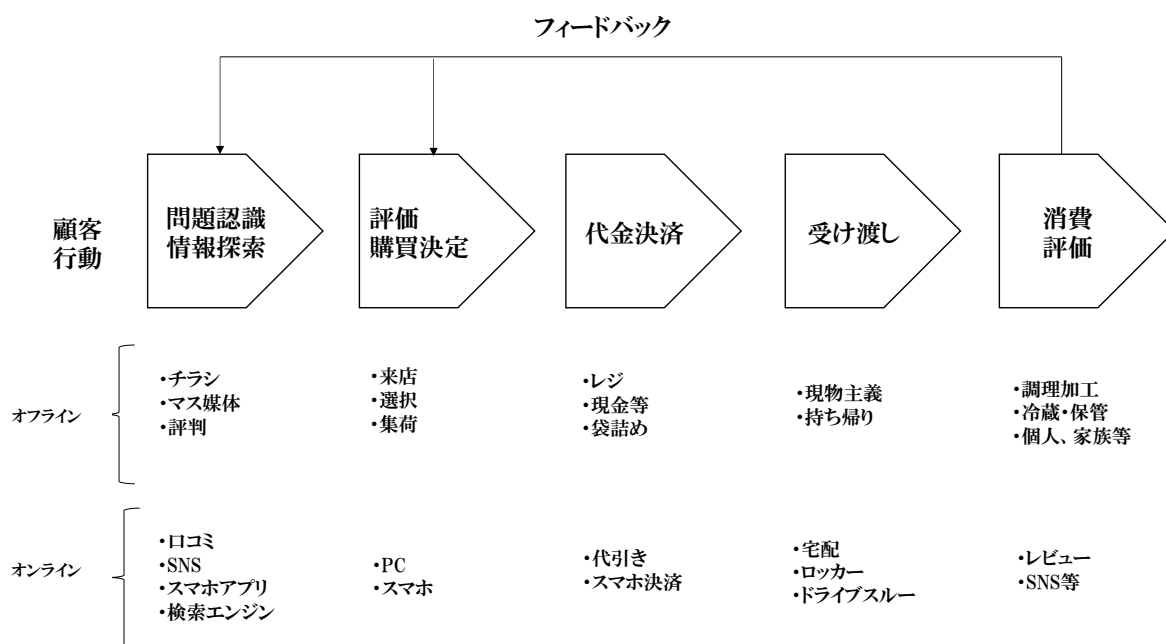 フィードバック
顧客
行動
問題認識
情報探索
評価
購買決定
代金決済
受け渡し
消費
評価
オフライン
・チラシ
・マス媒体
・評判
・来店
・選択
・集荷
・レジ
・現金等
・袋詰め
・現物主義
・持ち帰り
・調理加工
・冷蔵・保管
・個人、家族等
オンライン
・口コミ
・SNS
・スマホアプリ
・検索エンジン
・PC
・スマホ
・代引き
・スマホ決済
・宅配
・ロッカー
・ドライブスルー
・レビュー
・SNS等